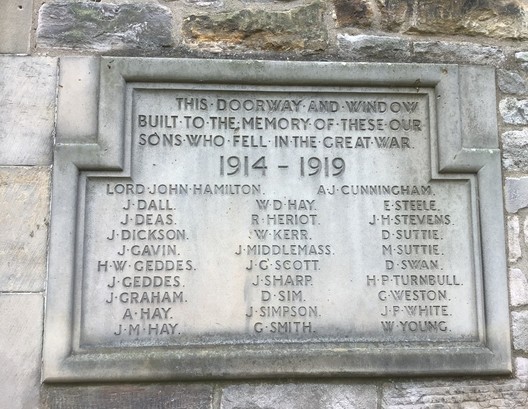 THIS·DOORWAY·AND·WINDOW
BUILT·TO·THE·MEMORY·OF·THESE·OUR
SONS·WHO·FELL·IN·THE·GREAT·WAR.
1914 - 1919
LORD·JOHN·HAMILTON. A·J·CUNNINGHAM.
J·DALL. W·D·HAY. E·STEELE.
J·DEAS. R·HERIOT. J·H·STEVENS.
J·DICKSON. W·KERR. D·SUTTIE.
J·GAVIN. J·MIDDLEMASS. M·SUTTIE.
H·W·GEDDES. J·G·SCOTT. D·SWAN.
J·GEDDES. J·SHARP. H·P·TURNBULL.
J·GRAHAM. D·SIM. G·WESTON.
A·HAY. J·SIMPSON. J·F·WHITE.
J·M·HAY. G·SMITH. W·YOUNG.